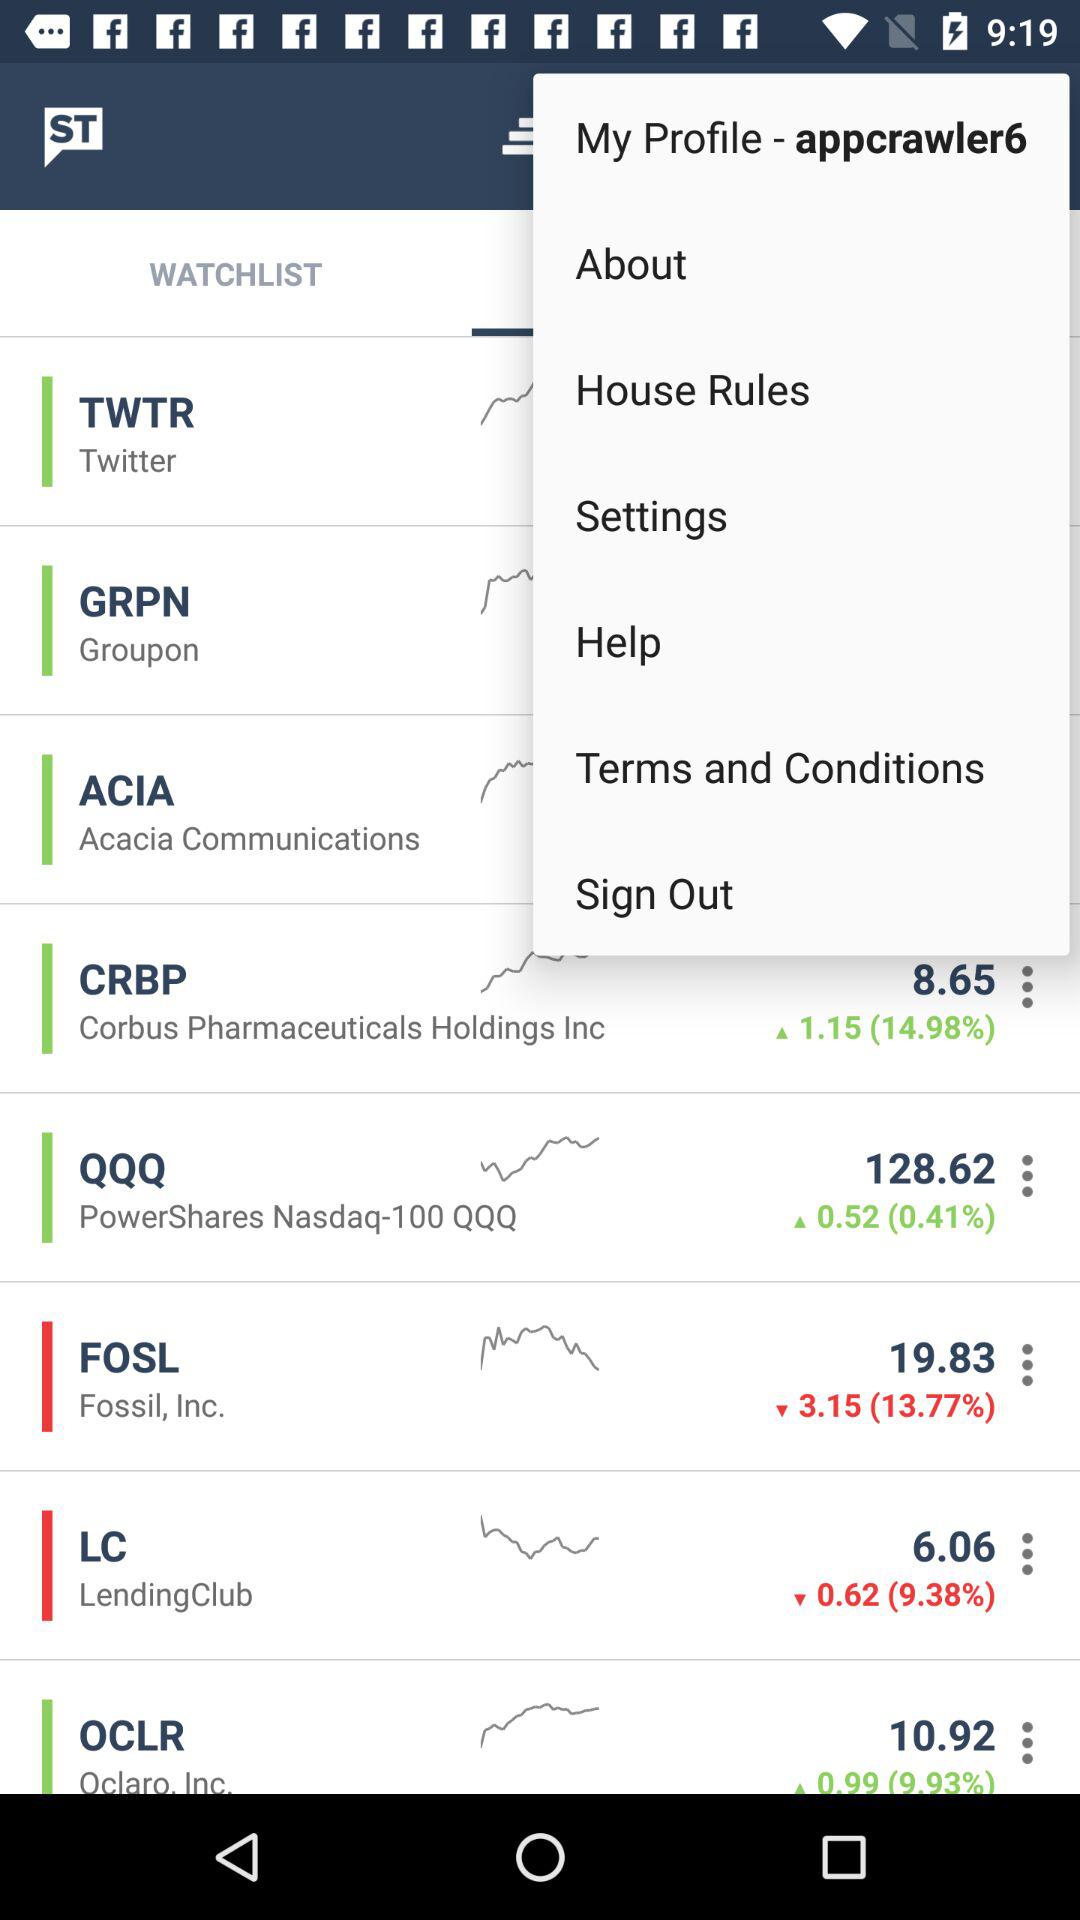 9:19
ST
My Profile - appcrawler6
About
House Rules
Settings
Help
Terms and Conditions
Sign Out
WATCHLIST
TWTR
Twitter
GRPN
Groupon
ACIA
Acacia Communications
CRBP
8.65
Corbus Pharmaceuticals Holdings Inc
▲ 1.15 (14.98%)
QQQ
128.62
PowerShares Nasdaq-100 QQQ
▲ 0.52 (0.41%)
FOSL
19.83
Fossil, Inc.
▼ 3.15 (13.77%)
LC
6.06
LendingClub
▼ 0.62 (9.38%)
OCLR
10.92
Oclaro, Inc.
▲ 0.99 (9.93%)